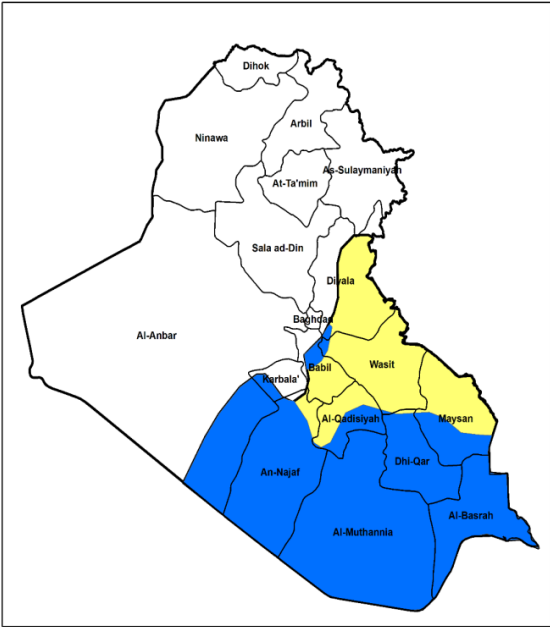 Dihok
Ninawa
Arbil
As-Sulaymaniyah
At-Ta'mim
Sala ad-Din
Diyala
Baghdad
Al-Anbar
Babil
Wasit
Karbala'
Al-Qadisiyah
Maysan
Dhi-Qar
An-Najaf
Al-Basrah
Al-Muthannia